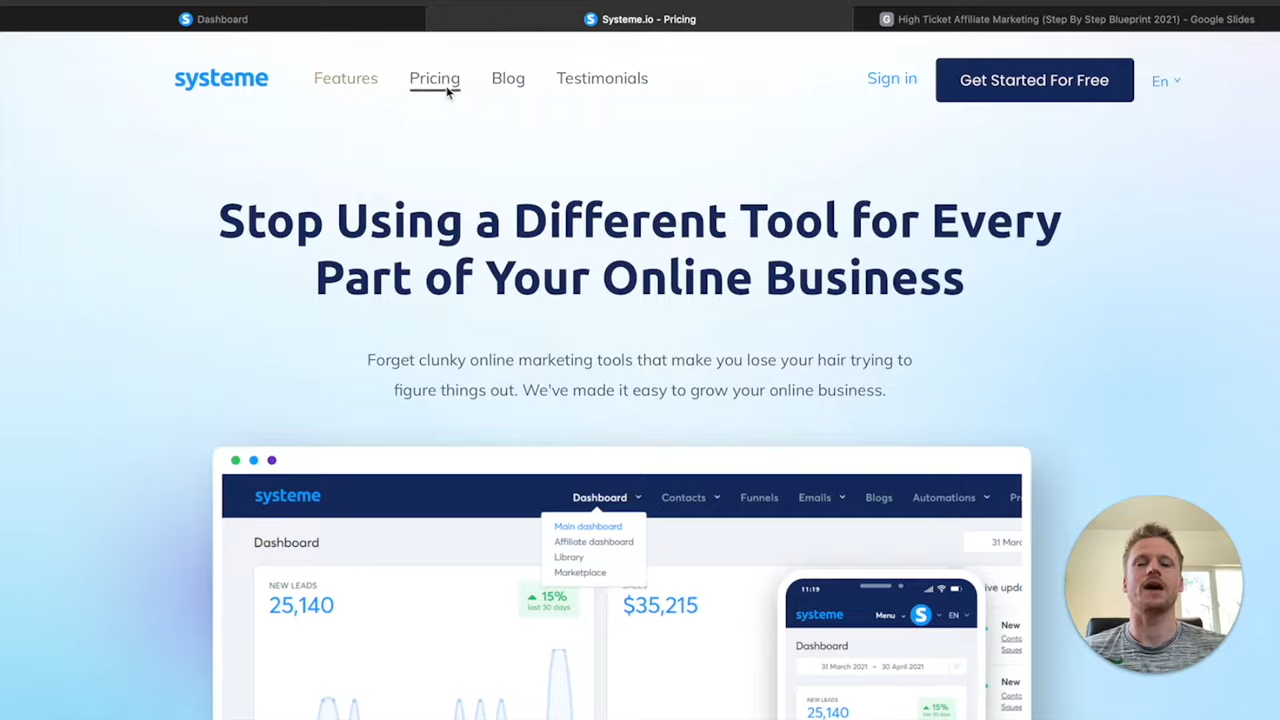 Dashboard
Systeme.io - Pricing
High Ticket Affiliate Marketing (Step By Step Blueprint 2021) - Google Slides
systeme
Features
Pricing
Blog
Testimonials
Sign in
Get Started For Free
En
Stop Using a Different Tool for Every
Part of Your Online Business
Forget clunky online marketing tools that make you lose your hair trying to
figure things out. We've made it easy to grow your online business.
systeme
Dashboard
Contacts
Funnels
Emails
Blogs
Automations
Main dashboard
Affiliate dashboard
Library
Marketplace
Dashboard
31 Marc
NEW LEADS
25,140
15%
last 30 days
$35,215
11:19
systeme
Menu
S
EN
Dashboard
31 March 2021 – 30 April 2021
NEW LEADS
25,140
15%
New
New